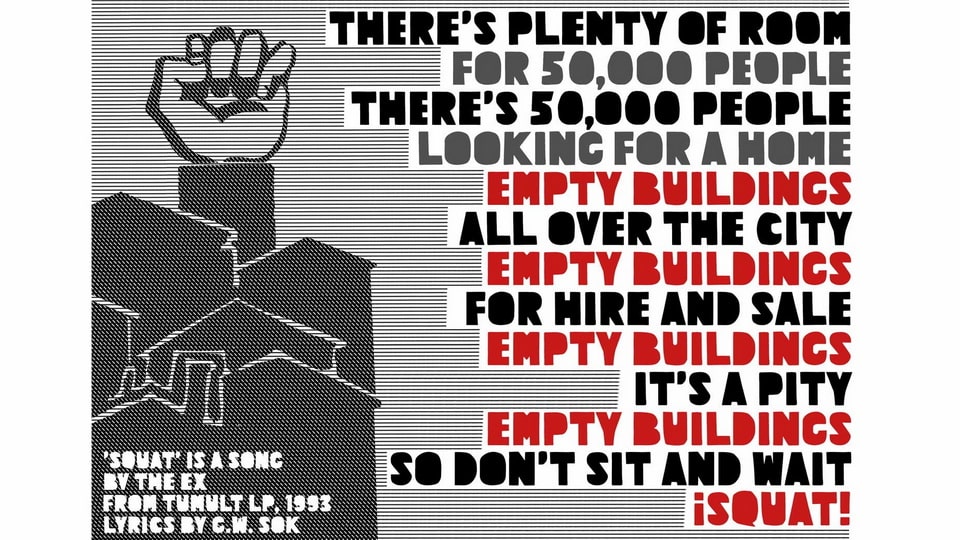 THERE'S PLENTY OF ROOM
FOR 50,000 PEOPLE
THERE'S 50,000 PEOPLE
LOOKING FOR A HOME
EMPTY BUILDINGS
ALL OVER THE CITY
EMPTY BUILDINGS
FOR HIRE AND SALE
EMPTY BUILDINGS
IT'S A PITY
EMPTY BUILDINGS
SO DON'T SIT AND WAIT
¡SQUAT!
'SQUAT' IS A SONG
BY THE EX
FROM TUMULT LP, 1993
LYRICS BY G.W. SOK